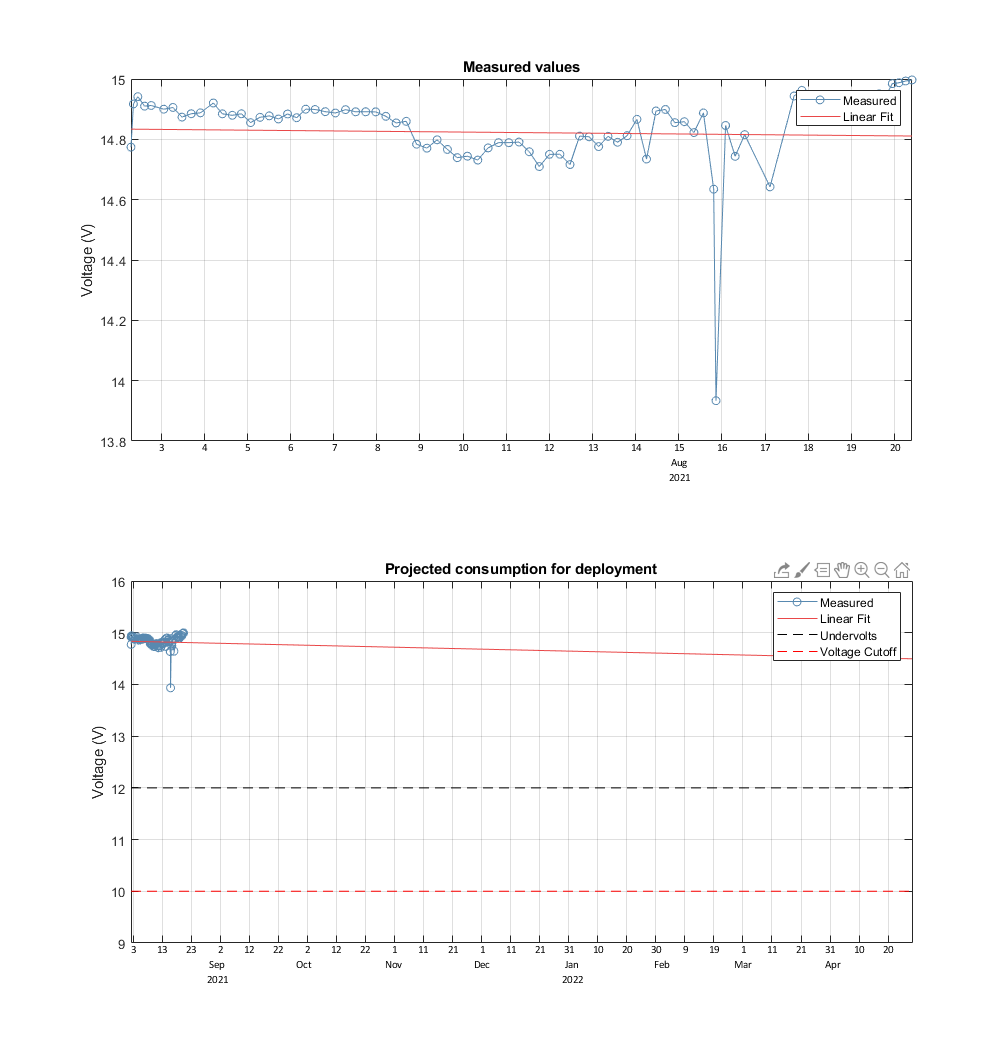 Measured values
15
14.8
14.6
14.4
14.2
14
13.8
Voltage (V)
Measured
Linear Fit
3 4 5 6 7 8 9 10 11 12 13 14 15 16 17 18 19 20
Aug
2021
Projected consumption for deployment
16
15
14
13
12
11
10
9
Voltage (V)
Measured
Linear Fit
Undervolts
Voltage Cutoff
3 13 23 2 12 22 2 12 22 1 11 21 1 11 21 31 10 20 30 9 19 1 11 21 31 10 20
Sep Oct Nov Dec Jan Feb Mar Apr
2021 2022